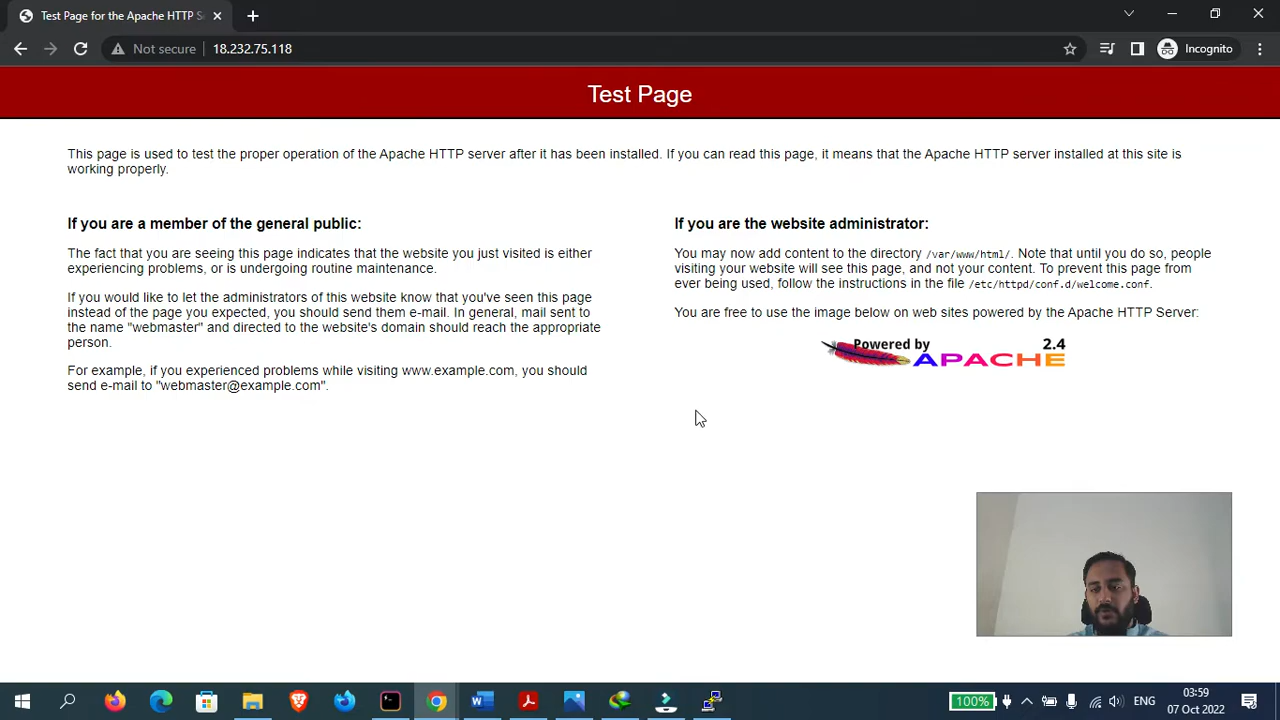 Test Page for the Apache HTTP S
Not secure
18.232.75.118
Incognito
Test Page
This page is used to test the proper operation of the Apache HTTP server after it has been installed. If you can read this page, it means that the Apache HTTP server installed at this site is
working properly.
If you are a member of the general public:
The fact that you are seeing this page indicates that the website you just visited is either
experiencing problems, or is undergoing routine maintenance.
If you would like to let the administrators of this website know that you've seen this page
instead of the page you expected, you should send them e-mail. In general, mail sent to
the name "webmaster" and directed to the website's domain should reach the appropriate
person.
For example, if you experienced problems while visiting www.example.com, you should
send e-mail to "webmaster@example.com".
If you are the website administrator:
You may now add content to the directory /var/www/html/. Note that until you do so, people
visiting your website will see this page, and not your content. To prevent this page from
ever being used, follow the instructions in the file /etc/httpd/conf.d/welcome.conf.
You are free to use the image below on web sites powered by the Apache HTTP Server:
Powered by 2.4
APACHE
100%
ENG
03:59
07 Oct 2022